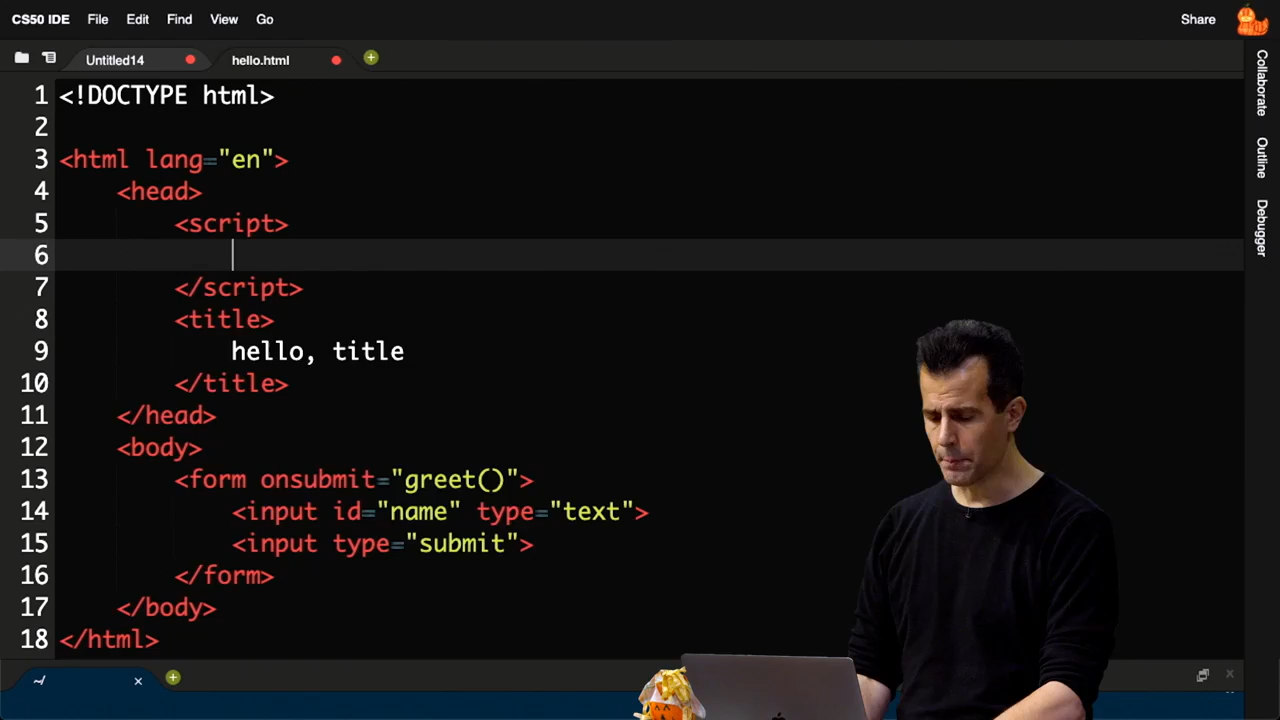 CS50 IDE File Edit Find View Go Share
Untitled14 hello.html
Collaborate
Outline
Debugger
1 <!DOCTYPE html>
2
3 <html lang="en">
4 <head>
5 <script>
6
7 </script>
8 <title>
9 hello, title
10 </title>
11 </head>
12 <body>
13 <form onsubmit="greet()">
14 <input id="name" type="text">
15 <input type="submit">
16 </form>
17 </body>
18 </html>
~/